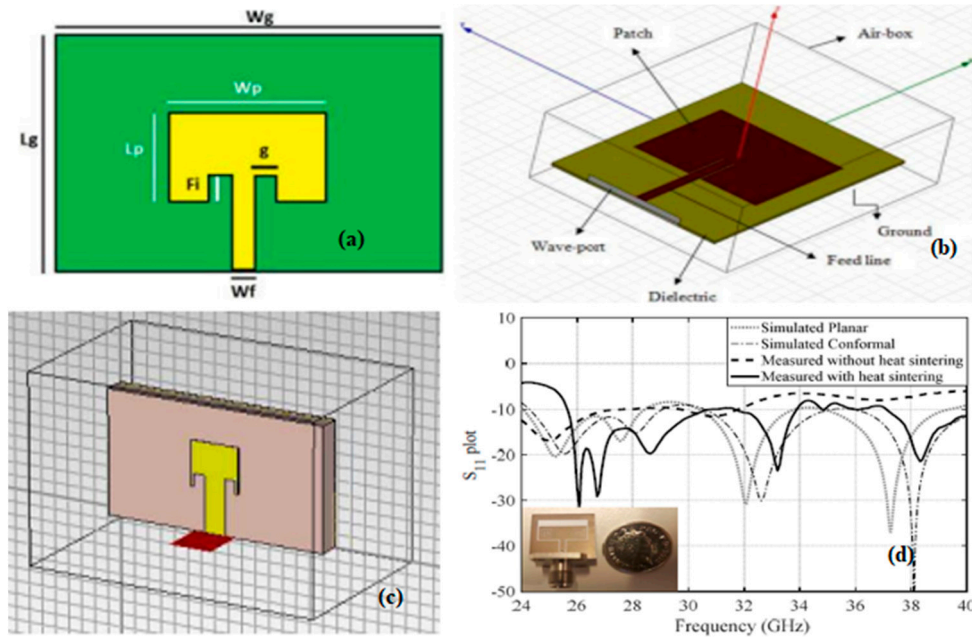 Wg
Wp
Lg
Lp
g
Fi
(a)
Wf
Patch
Air-box
Ground
(b)
Wave-port
Feed line
Dielectric
(c)
10
0
-10
-20
-30
-40
-50
S11 plot
Simulated Planar
Simulated Conformal
Measured without heat sintering
Measured with heat sintering
(d)
24 26 28 30 32 34 36 38 40
Frequency (GHz)